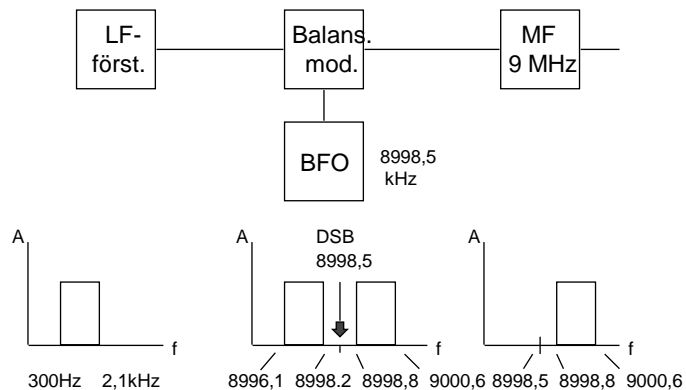 LF-
först.
Balans.
mod.
MF
9 MHz
BFO
8998,5
kHz
A
f
300Hz 2,1kHz
A
DSB
8998,5
f
8996,1 8998.2 8998,8 9000,6
A
f
8998,5 8998,8 9000,6